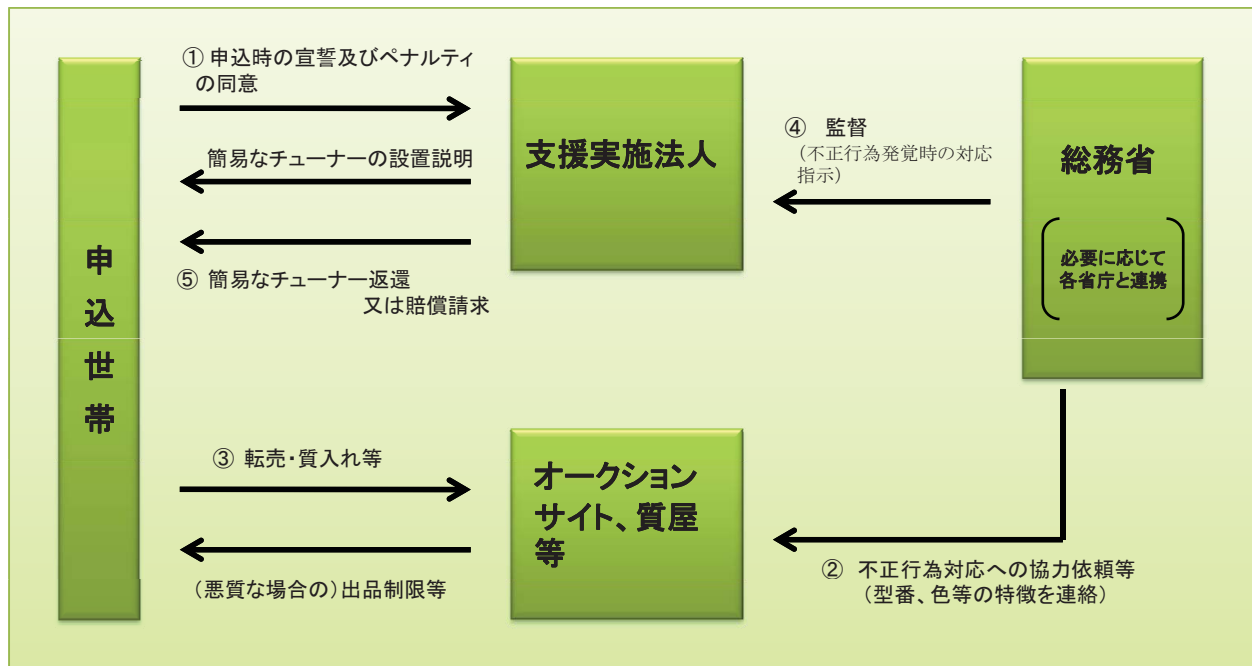 ① 申込時の宣誓及びペナルティ
の同意
簡易なチューナーの設置説明
⑤ 簡易なチューナー返還
又は賠償請求
申込世帯
支援実施法人
④ 監督
(不正行為発覚時の対応
指示)
総務省
必要に応じて
各省庁と連携
③ 転売・質入れ等
(悪質な場合の)出品制限等
オークション
サイト、質屋
等
② 不正行為対応への協力依頼等
(型番、色等の特徴を連絡)